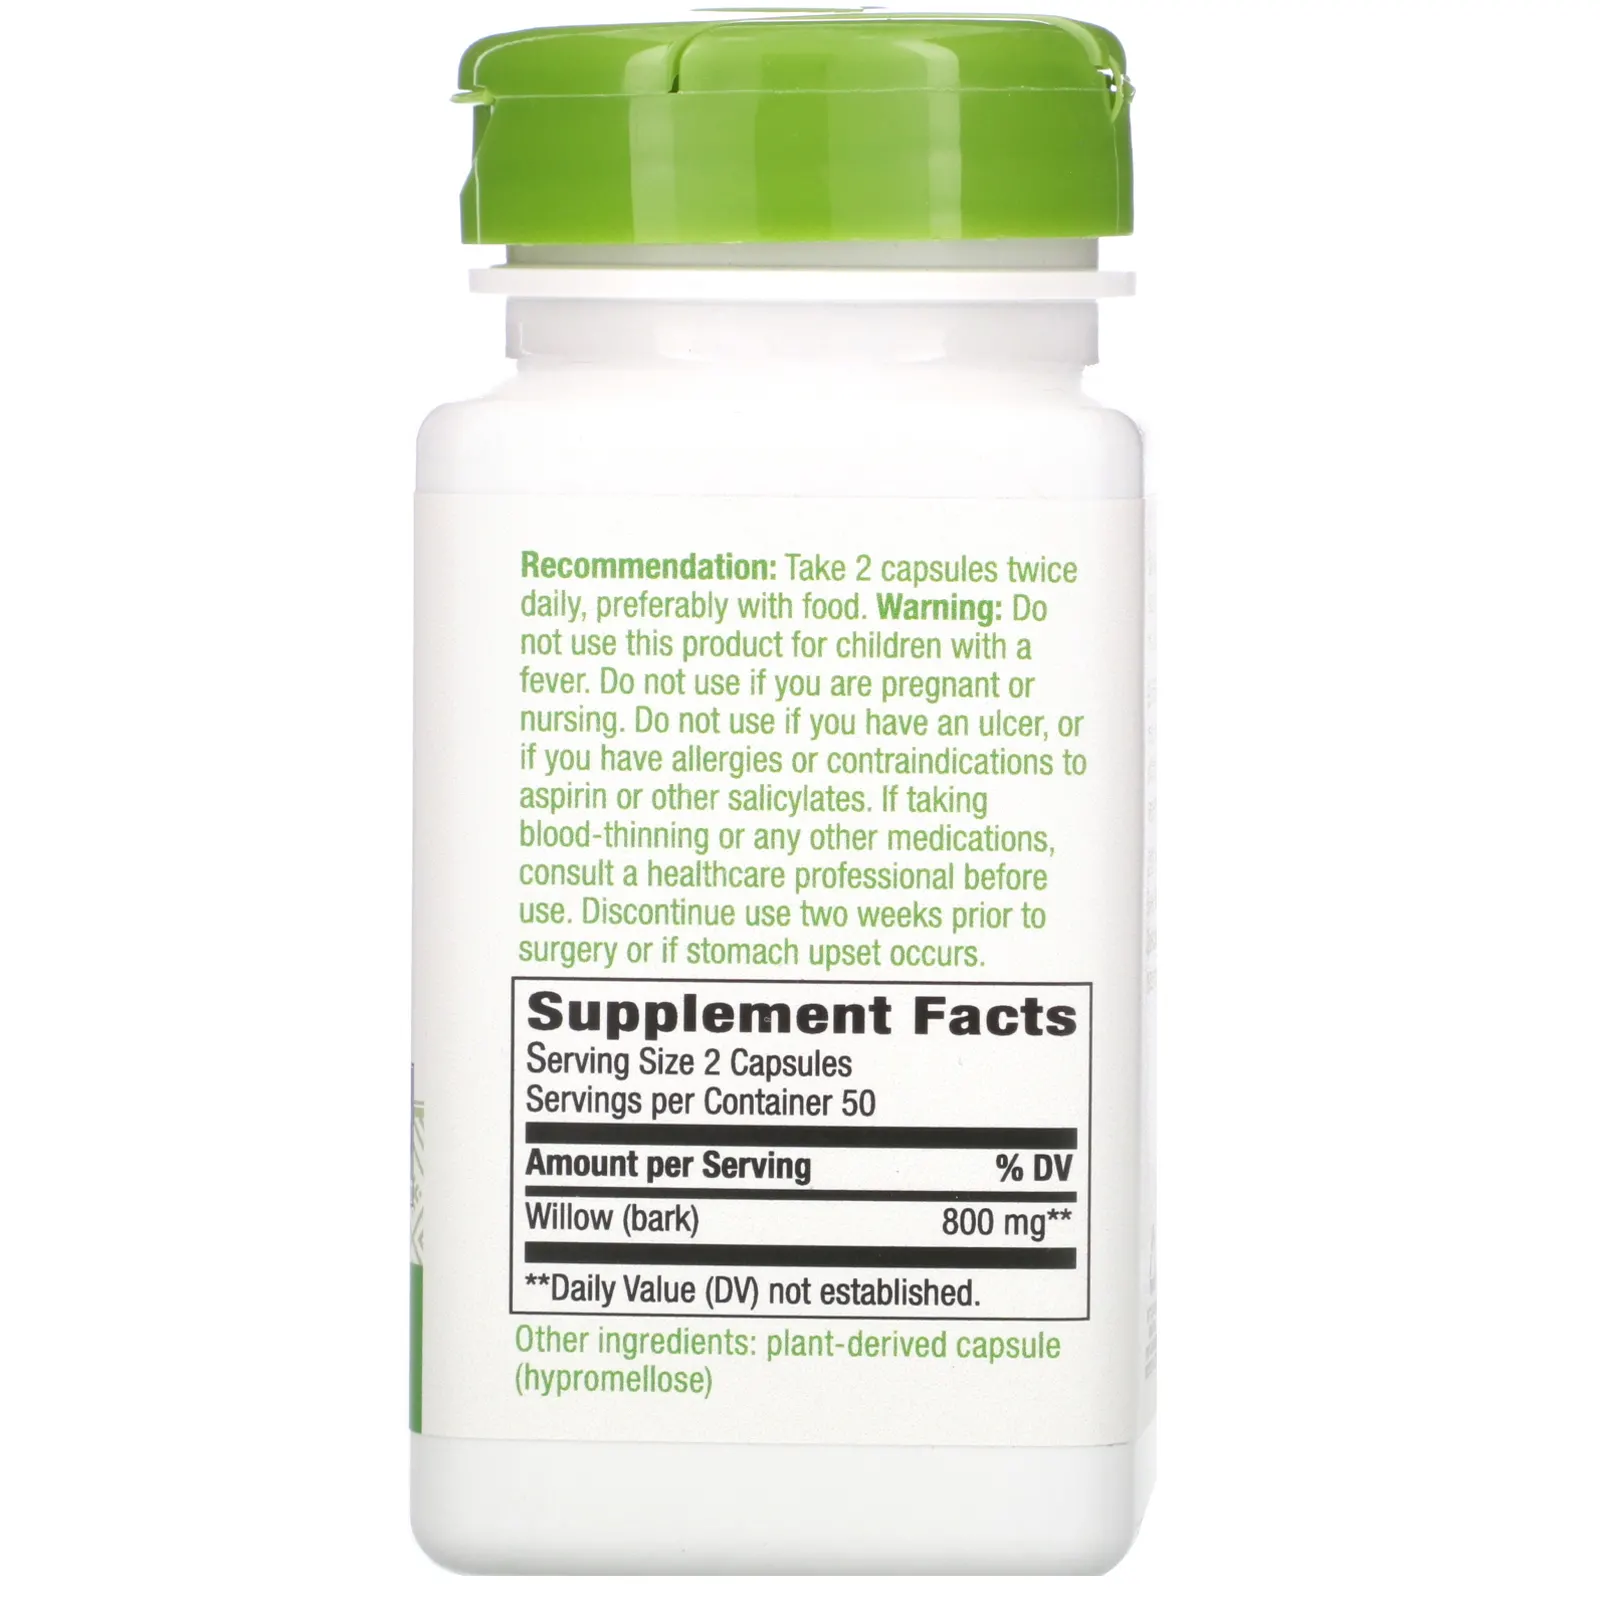 Recommendation: Take 2 capsules twice
daily, preferably with food. Warning: Do
not use this product for children with a
fever. Do not use if you are pregnant or
nursing. Do not use if you have an ulcer, or
if you have allergies or contraindications to
aspirin or other salicylates. If taking
blood-thinning or any other medications,
consult a healthcare professional before
use. Discontinue use two weeks prior to
surgery or if stomach upset occurs.
Supplement Facts
Serving Size 2 Capsules
Servings per Container 50
Amount per Serving % DV
Willow (bark) 800 mg**
**Daily Value (DV) not established.
Other ingredients: plant-derived capsule
(hypromellose)